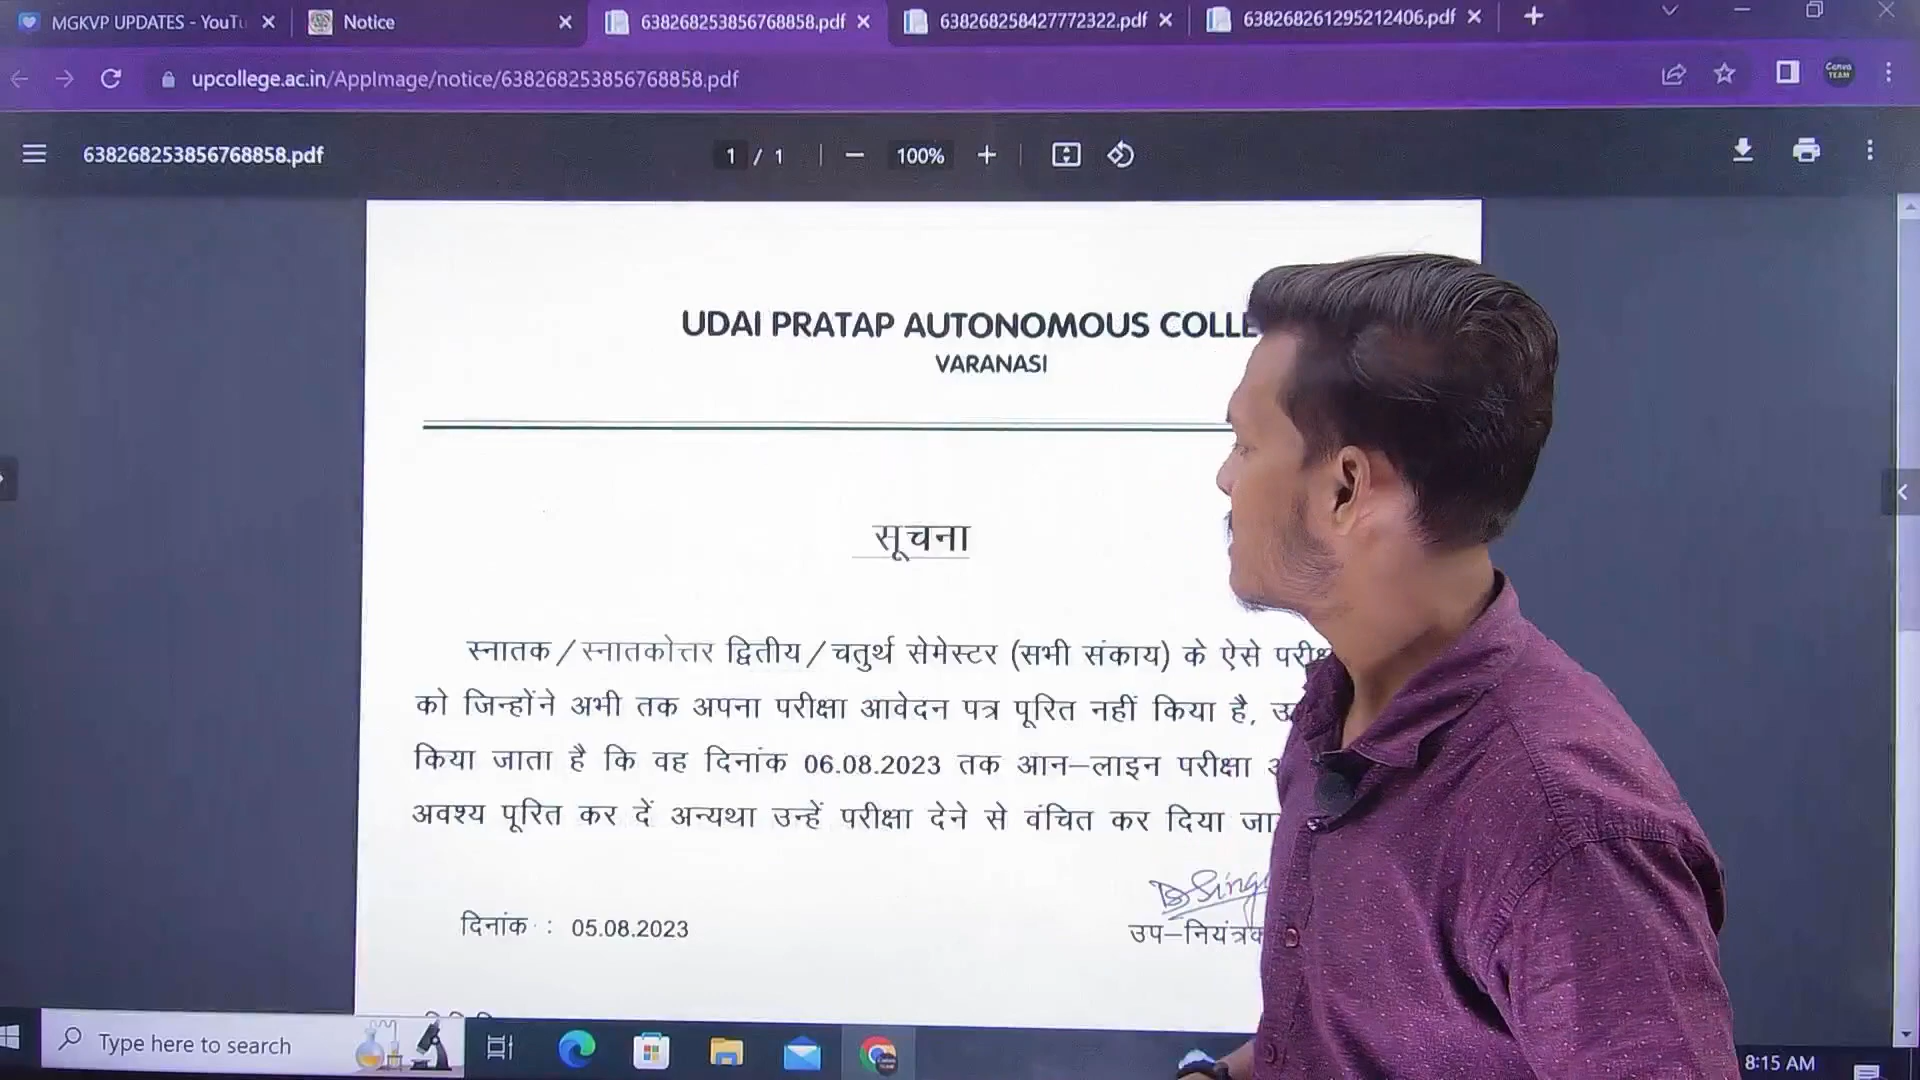 MGKVP UPDATES - YouTu
Notice
638268253856768858.pdf
638268258427772322.pdf
638268261295212406.pdf
upcollege.ac.in/AppImage/notice/638268253856768858.pdf
Canva TEAM
638268253856768858.pdf
1 / 1
100%
UDAI PRATAP AUTONOMOUS COLLE
VARANASI
सूचना
स्नातक/स्नातकोत्तर द्वितीय/चतुर्थ सेमेस्टर (सभी संकाय) के ऐसे
को जिन्होंने अभी तक अपना परीक्षा आवेदन पत्र पूरित नहीं किया है,
किया जाता है कि वह दिनांक 06.08.2023 तक आन–लाइन परीक्षा
अवश्य पूरित कर दें अन्यथा उन्हें परीक्षा देने से वंचित कर दिया
दिनांक : 05.08.2023
उप–नियंत्रक
Type here to search
8:15 AM